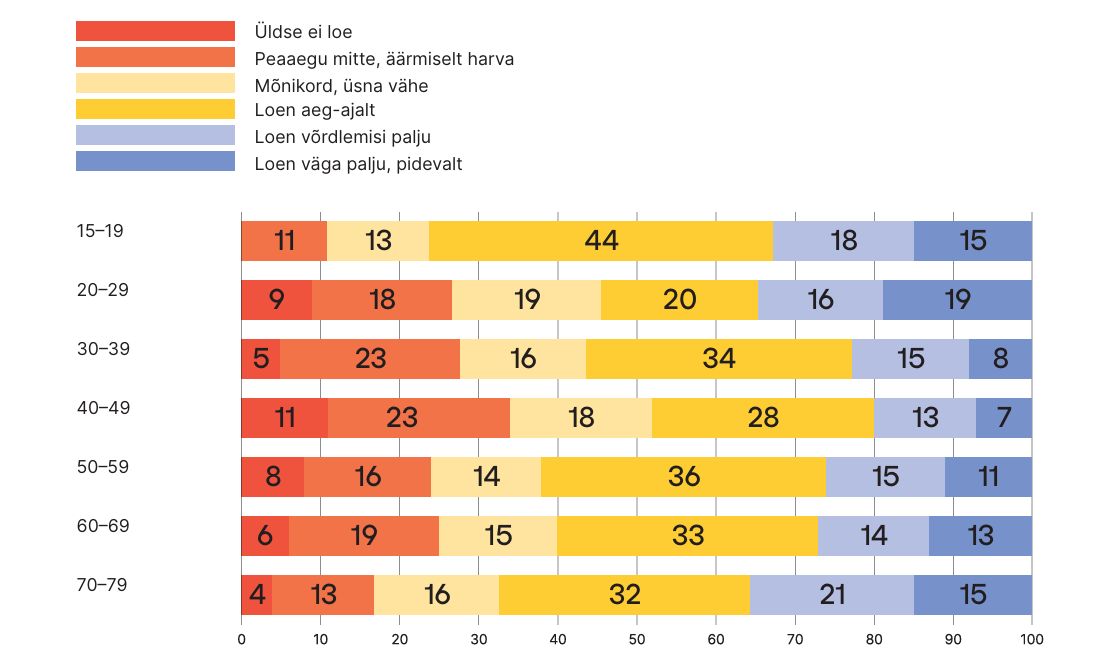 Üldse ei loe
Peaaegu mitte, äärmiselt harva
Mõnikord, üsna vähe
Loen aeg-ajalt
Loen võrdlemisi palju
Loen väga palju, pidevalt
15–19 11 13 44 18 15
20–29 9 18 19 20 16 19
30–39 5 23 16 34 15 8
40–49 11 23 18 28 13 7
50–59 8 16 14 36 15 11
60–69 6 19 15 33 14 13
70–79 4 13 16 32 21 15
0 10 20 30 40 50 60 70 80 90 100